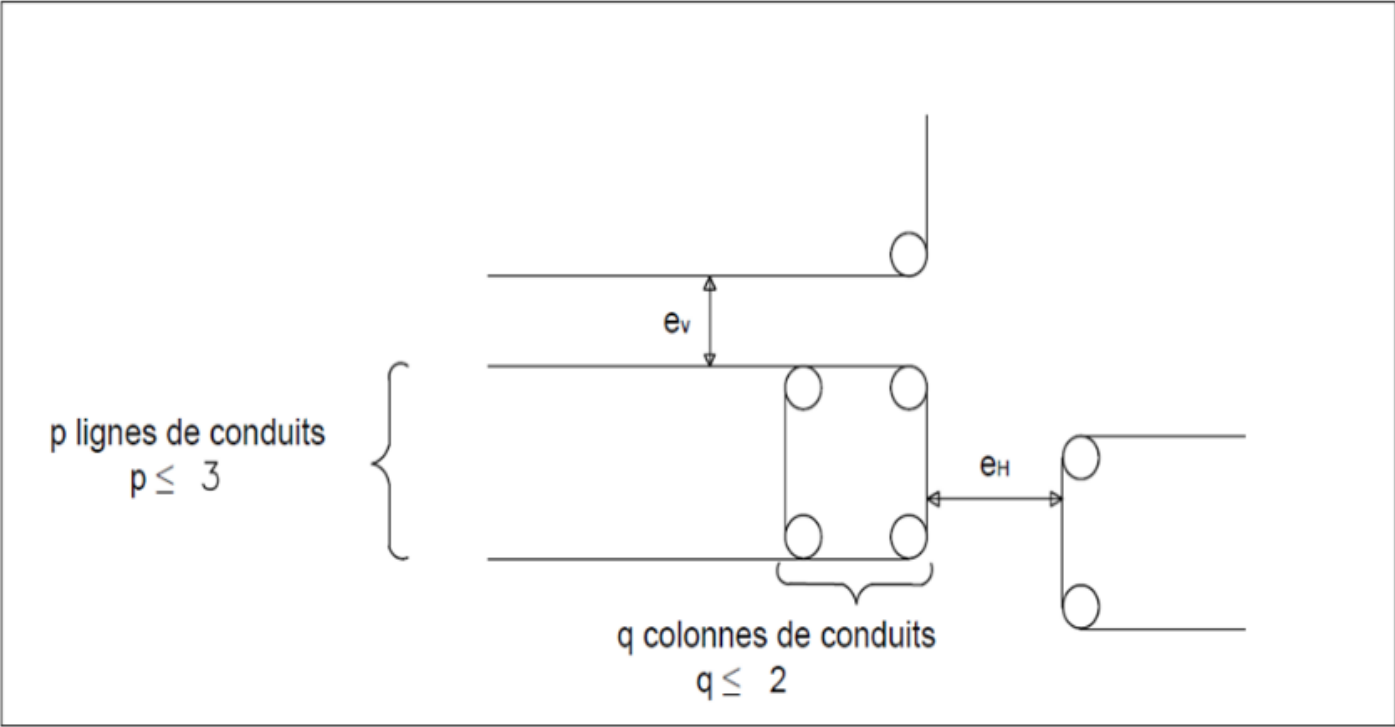 eV
p lignes de conduits
p ≤ 3
eH
q colonnes de conduits
q ≤ 2